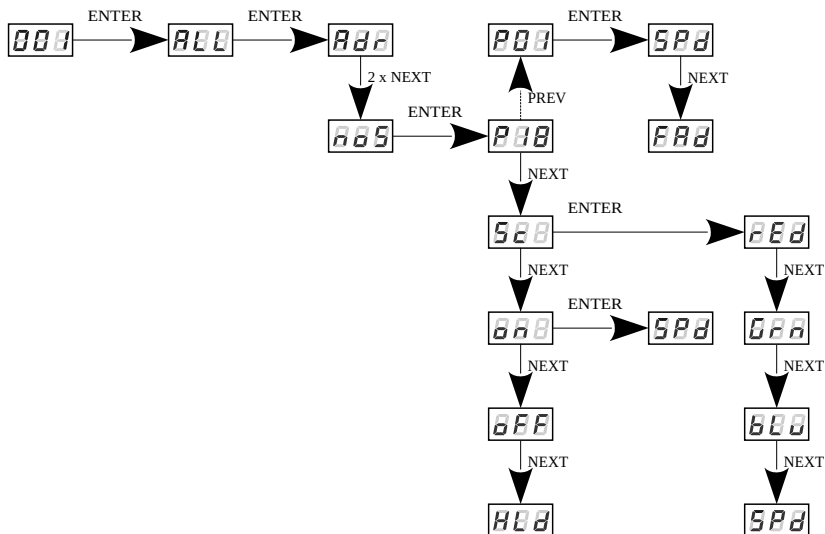 ENTER ENTER ENTER
001 ALL Adr P01 SPd
2 x NEXT PREV NEXT
ENTER
noS P18 FAd
NEXT
ENTER
Sc rEd
NEXT NEXT
ENTER
on SPd Grn
NEXT NEXT
oFF bLu
NEXT NEXT
HLd SPd